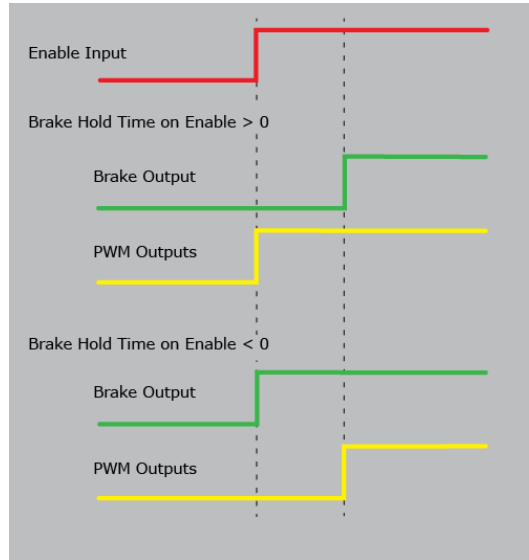 Enable Input
Brake Hold Time on Enable > 0
Brake Output
PWM Outputs
Brake Hold Time on Enable < 0
Brake Output
PWM Outputs